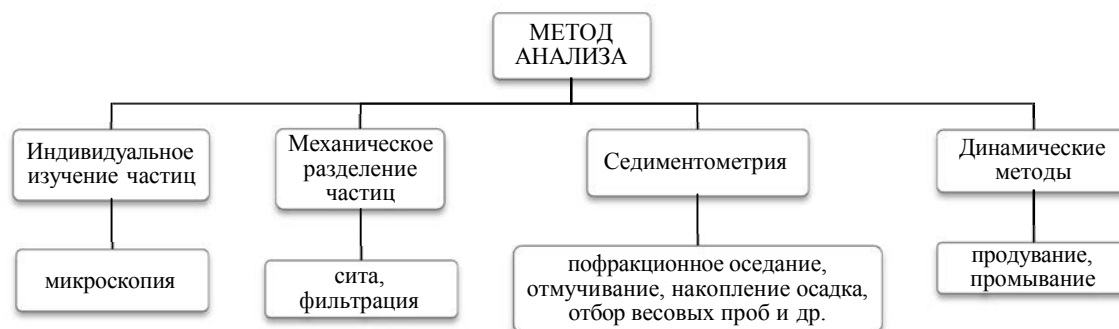 МЕТОД
АНАЛИЗА
Индивидуальное
изучение частиц
Механическое
разделение
частиц
Седиментометрия
Динамические
методы
микроскопия
сита,
фильтрация
пофракционное оседание,
отмучивание, накопление осадка,
отбор весовых проб и др.
продувание,
промывание